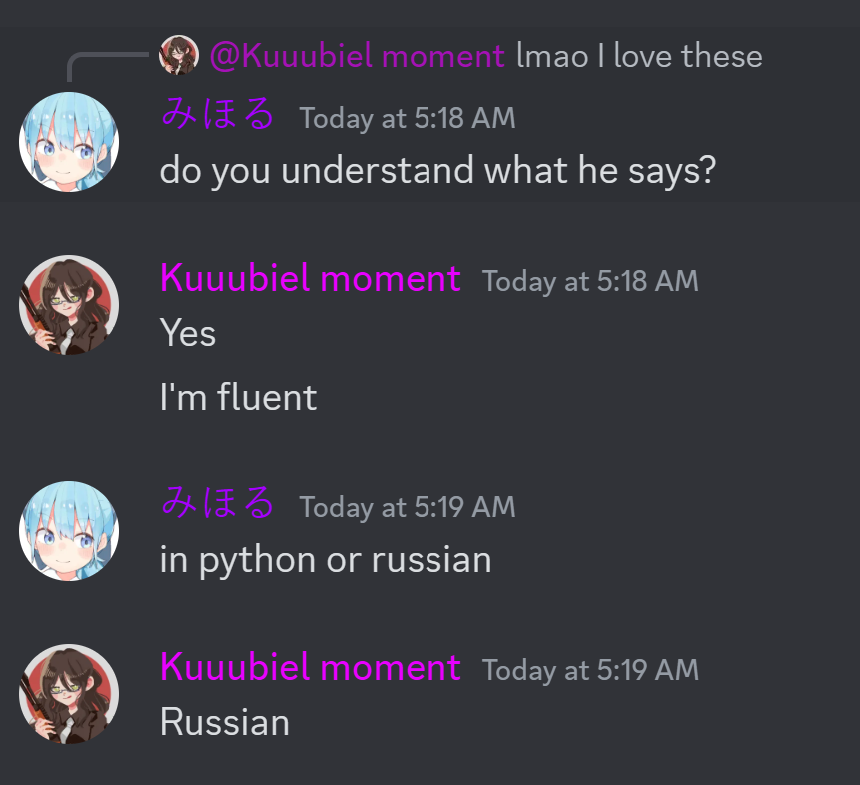 @Kuuubiel moment lmao I love these
みほる Today at 5:18 AM
do you understand what he says?
Kuuubiel moment Today at 5:18 AM
Yes
I'm fluent
みほる Today at 5:19 AM
in python or russian
Kuuubiel moment Today at 5:19 AM
Russian